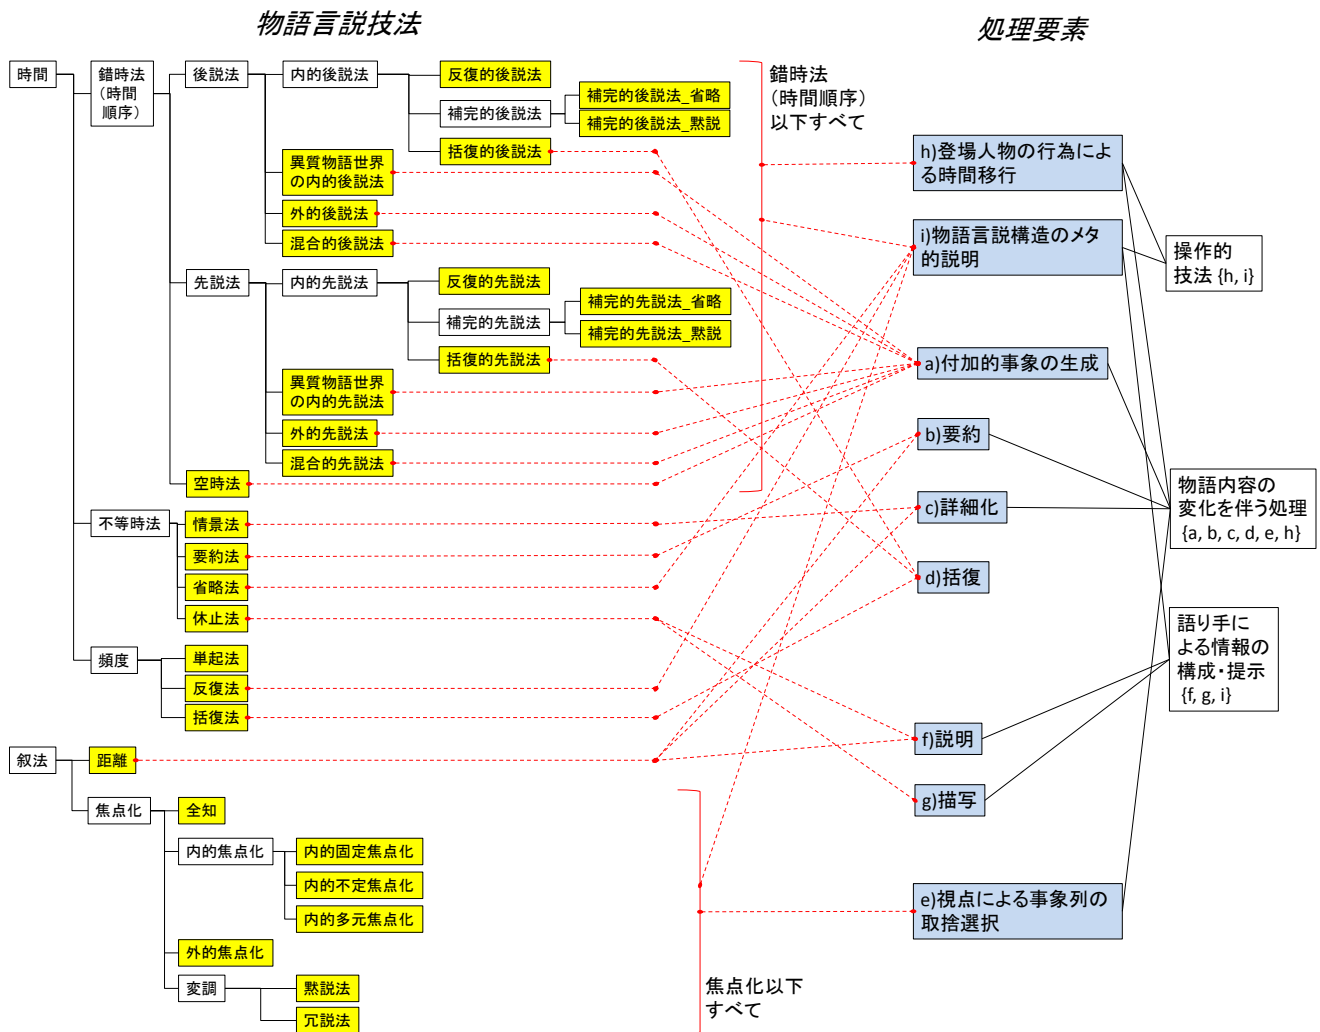 物語言説技法
処理要素
時間
錯時法
(時間
順序)
後説法
内的後説法
反復的後説法
補完的後説法
補完的後説法_省略
補完的後説法_黙説
括復的後説法
異質物語世界
の内的後説法
外的後説法
混合的後説法
先説法
内的先説法
反復的先説法
補完的先説法
補完的先説法_省略
補完的先説法_黙説
括復的先説法
異質物語世界
の内的先説法
外的先説法
混合的先説法
空時法
不等時法
情景法
要約法
省略法
休止法
頻度
単起法
反復法
括復法
叙法
距離
焦点化
全知
内的焦点化
内的固定焦点化
内的不定焦点化
内的多元焦点化
外的焦点化
変調
黙説法
冗説法
錯時法
(時間順序)
以下すべて
焦点化以下
すべて
h)登場人物の行為によ
る時間移行
i)物語言説構造のメタ
的説明
a)付加的事象の生成
b)要約
c)詳細化
d)括復
f)説明
g)描写
e)視点による事象列の
取捨選択
操作的
技法 {h, i}
物語内容の
変化を伴う処理
{a, b, c, d, e, h}
語り手に
よる情報の
構成・提示
{f, g, i}